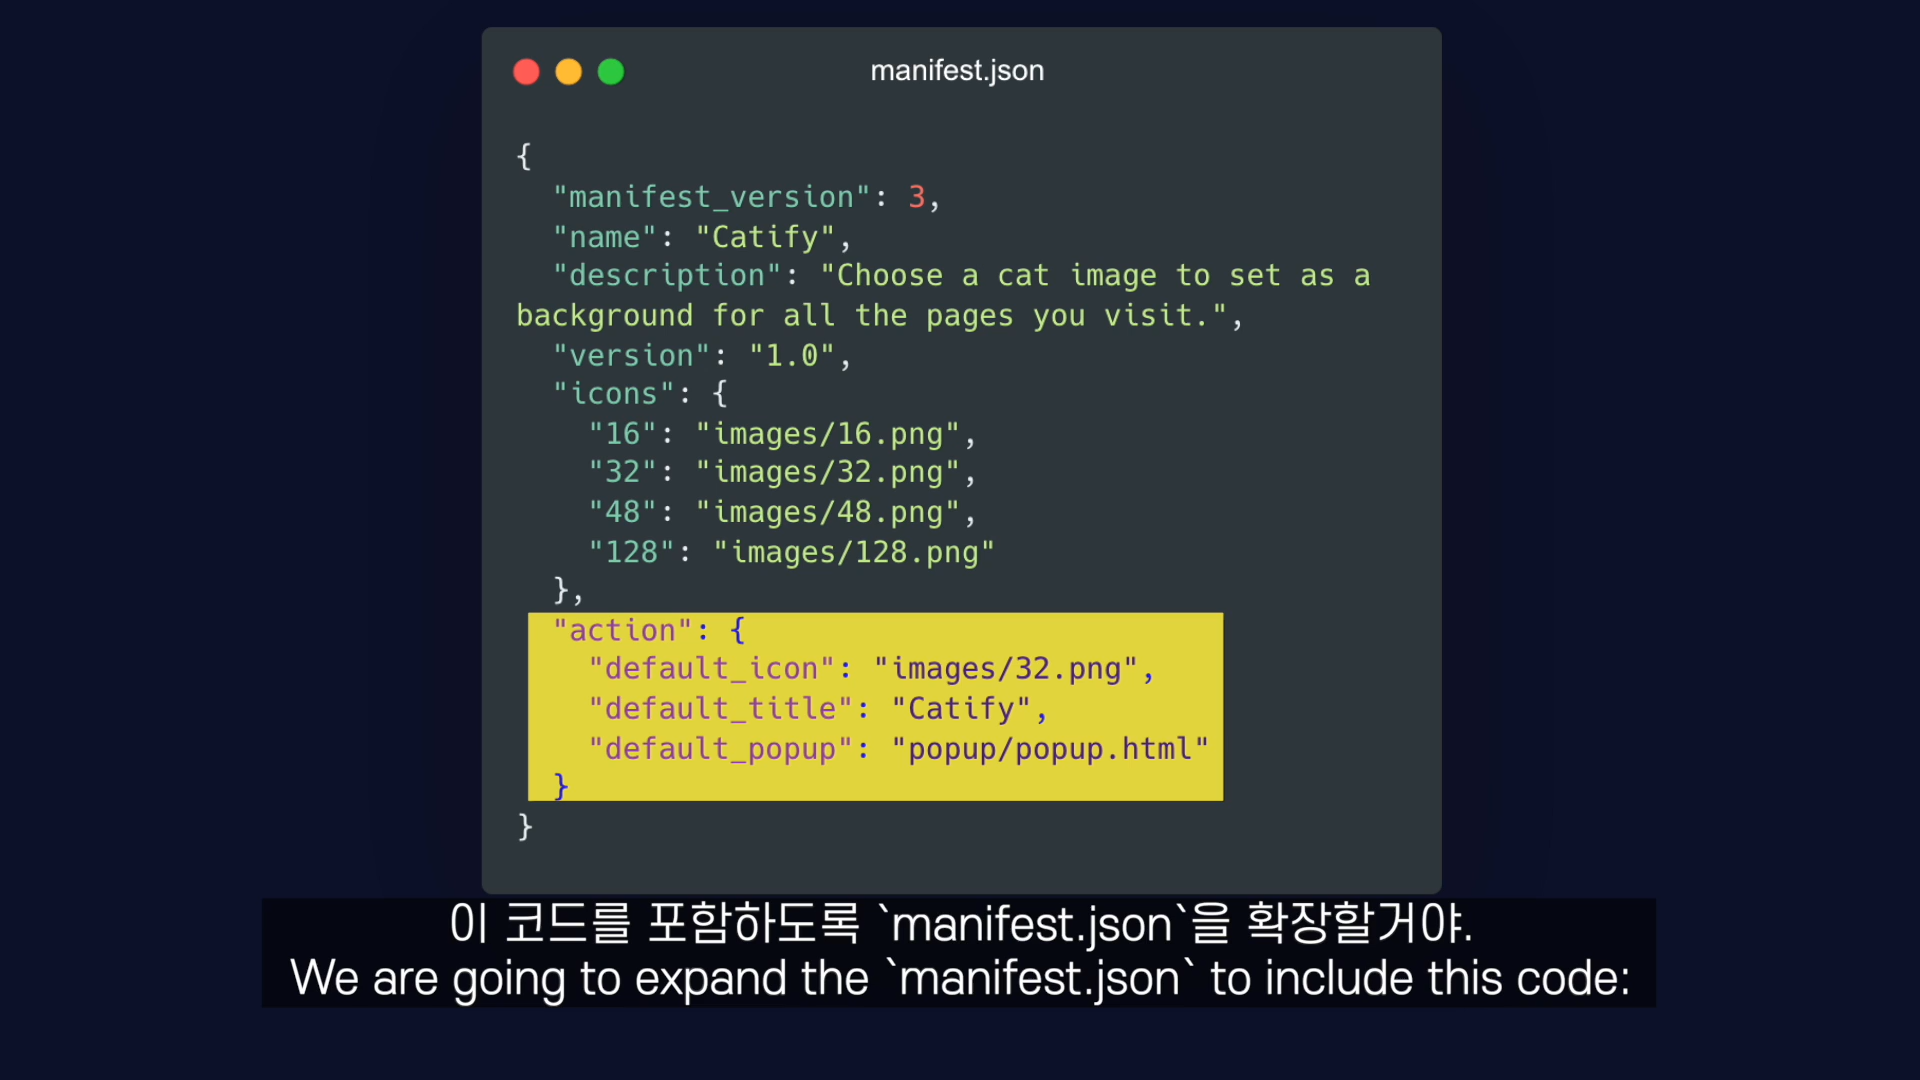 manifest.json
{
  "manifest_version": 3,
  "name": "Catify",
  "description": "Choose a cat image to set as a
background for all the pages you visit.",
  "version": "1.0",
  "icons": {
    "16": "images/16.png",
    "32": "images/32.png",
    "48": "images/48.png",
    "128": "images/128.png"
  },
  "action": {
    "default_icon": "images/32.png",
    "default_title": "Catify",
    "default_popup": "popup/popup.html"
  }
}
이 코드를 포함하도록 `manifest.json`을 확장할거야.
We are going to expand the `manifest.json` to include this code: